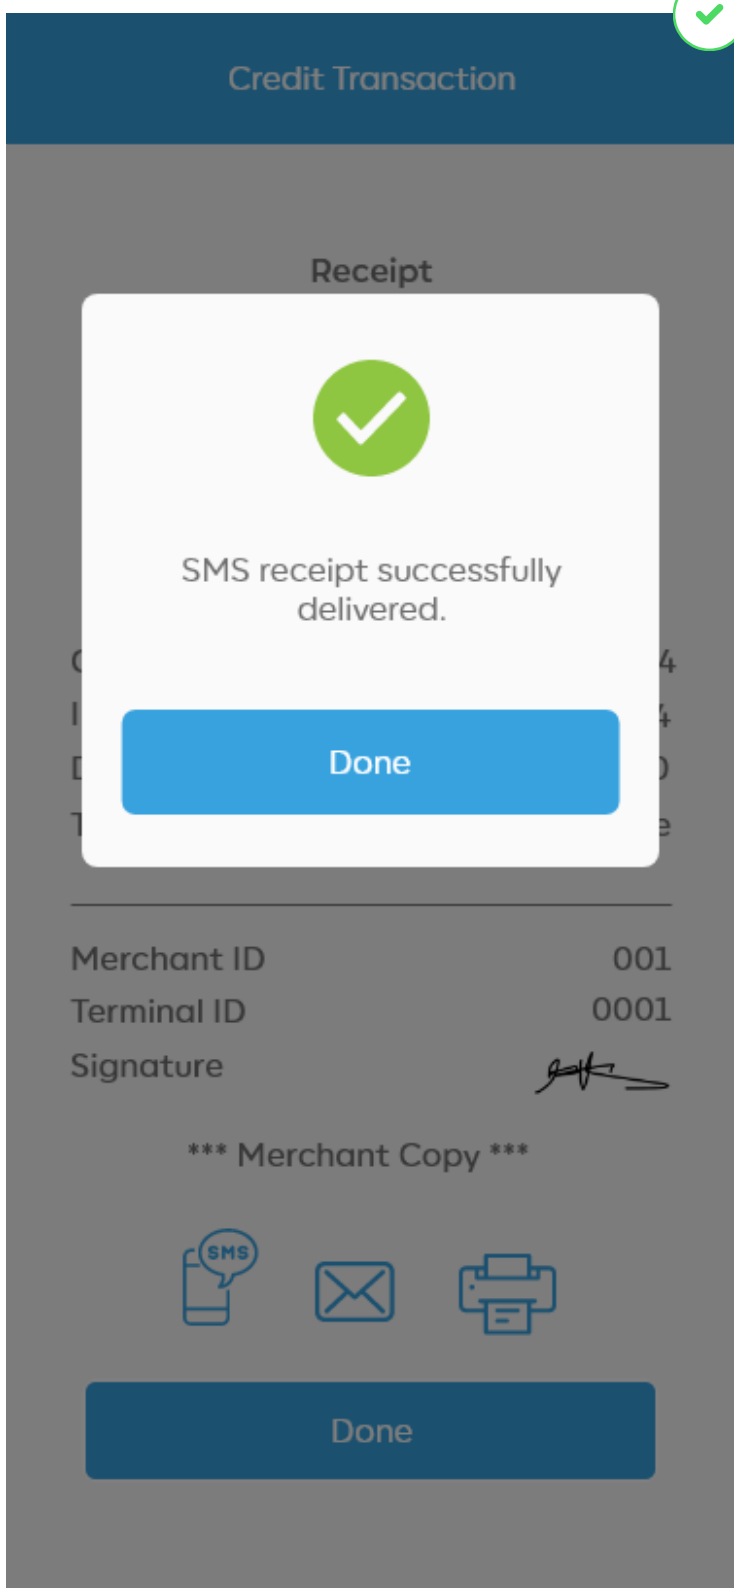 Credit Transaction
Receipt
SMS receipt successfully
delivered.
Done
Merchant ID 001
Terminal ID 0001
Signature
*** Merchant Copy ***
SMS
Done